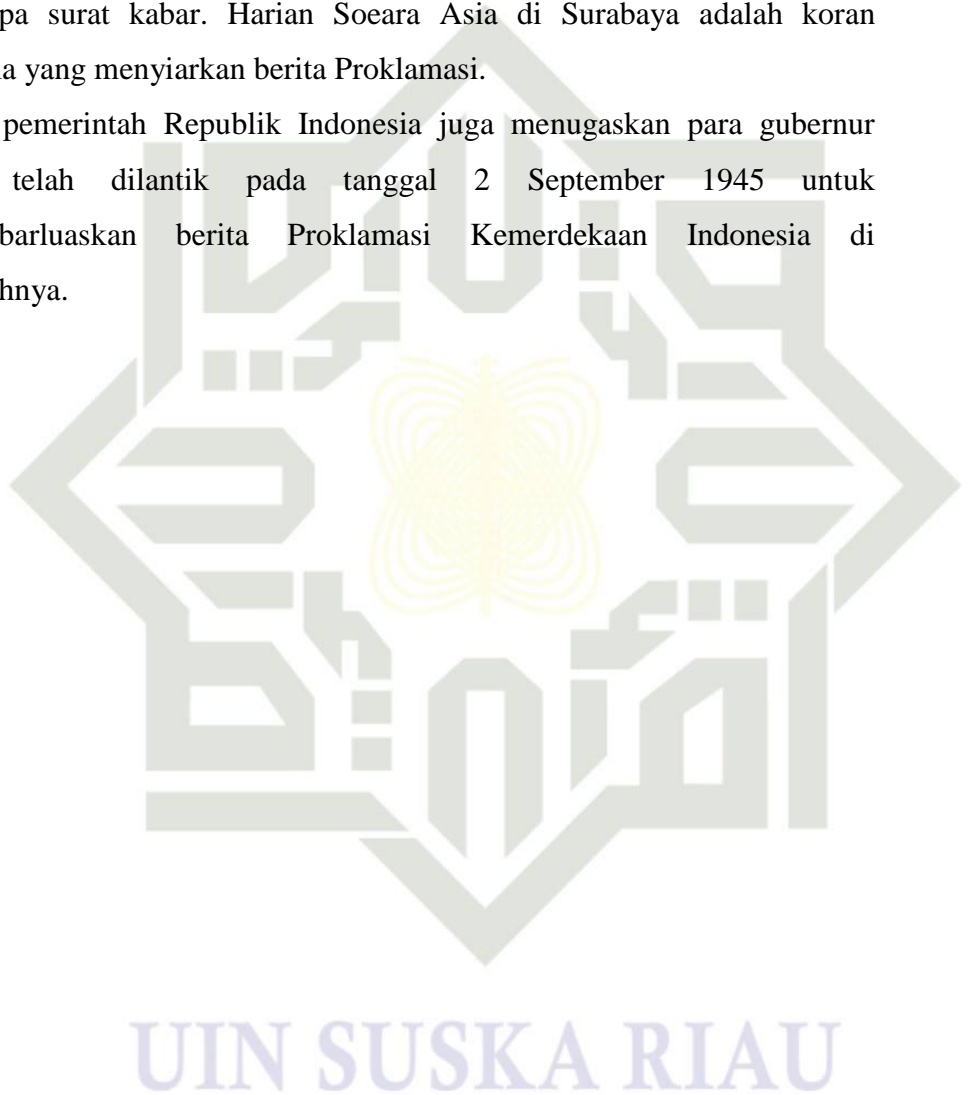 pa surat kabar. Harian Soeara Asia di Surabaya adalah koran
a yang menyiarkan berita Proklamasi.
pemerintah Republik Indonesia juga menugaskan para gubernur
telah dilantik pada tanggal 2 September 1945 untuk
barluaskan berita Proklamasi Kemerdekaan Indonesia di
hnya.
UIN SUSKA RIAU